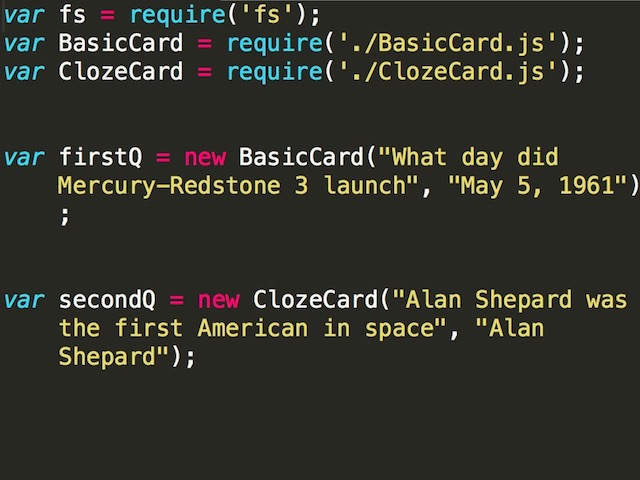 var fs = require('fs');
var BasicCard = require('./BasicCard.js');
var ClozeCard = require('./ClozeCard.js');
var firstQ = new BasicCard("What day did
Mercury–Redstone 3 launch", "May 5, 1961")
;
var secondQ = new ClozeCard("Alan Shepard was
the first American in space", "Alan
Shepard");